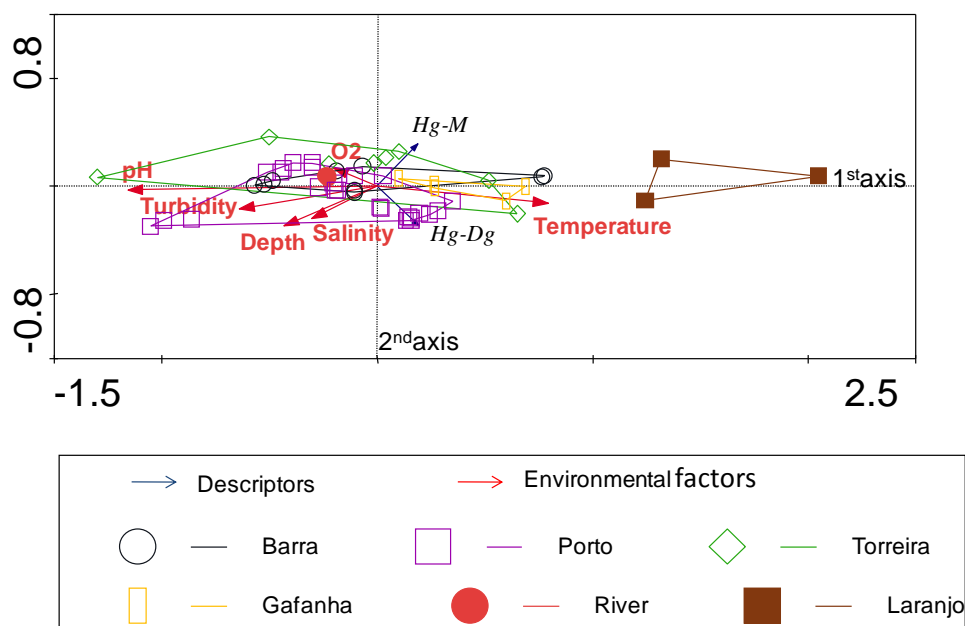 0.8
Hg-M
O2
pH
1st axis
Turbidity
Salinity
Temperature
Depth
Hg-Dg
-0.8
2nd axis
-1.5
2.5
Descriptors
Environmental factors
Barra
Porto
Torreira
Gafanha
River
Laranjo